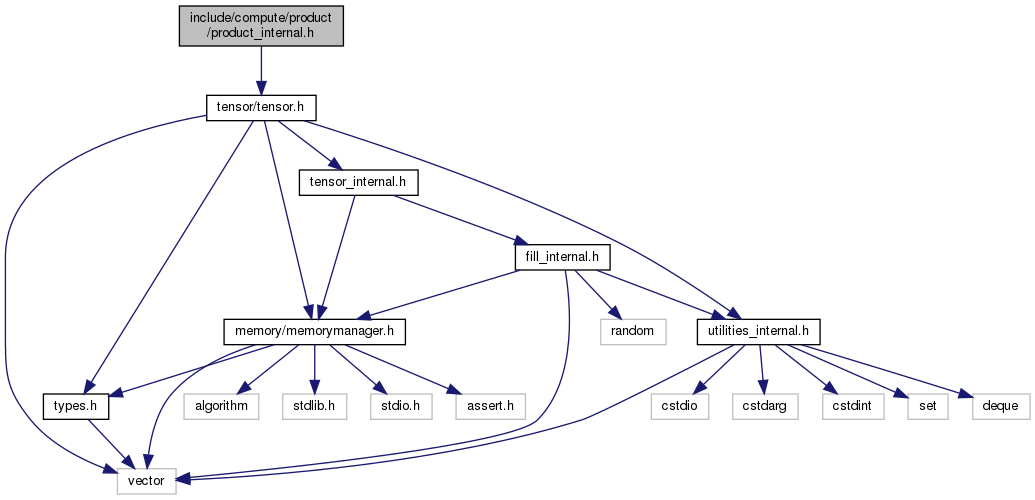 include/compute/product
/product_internal.h
tensor/tensor.h
tensor_internal.h
fill_internal.h
memory/memorymanager.h
random
utilities_internal.h
types.h
algorithm
stdlib.h
stdio.h
assert.h
cstdio
cstdarg
cstdint
set
deque
vector